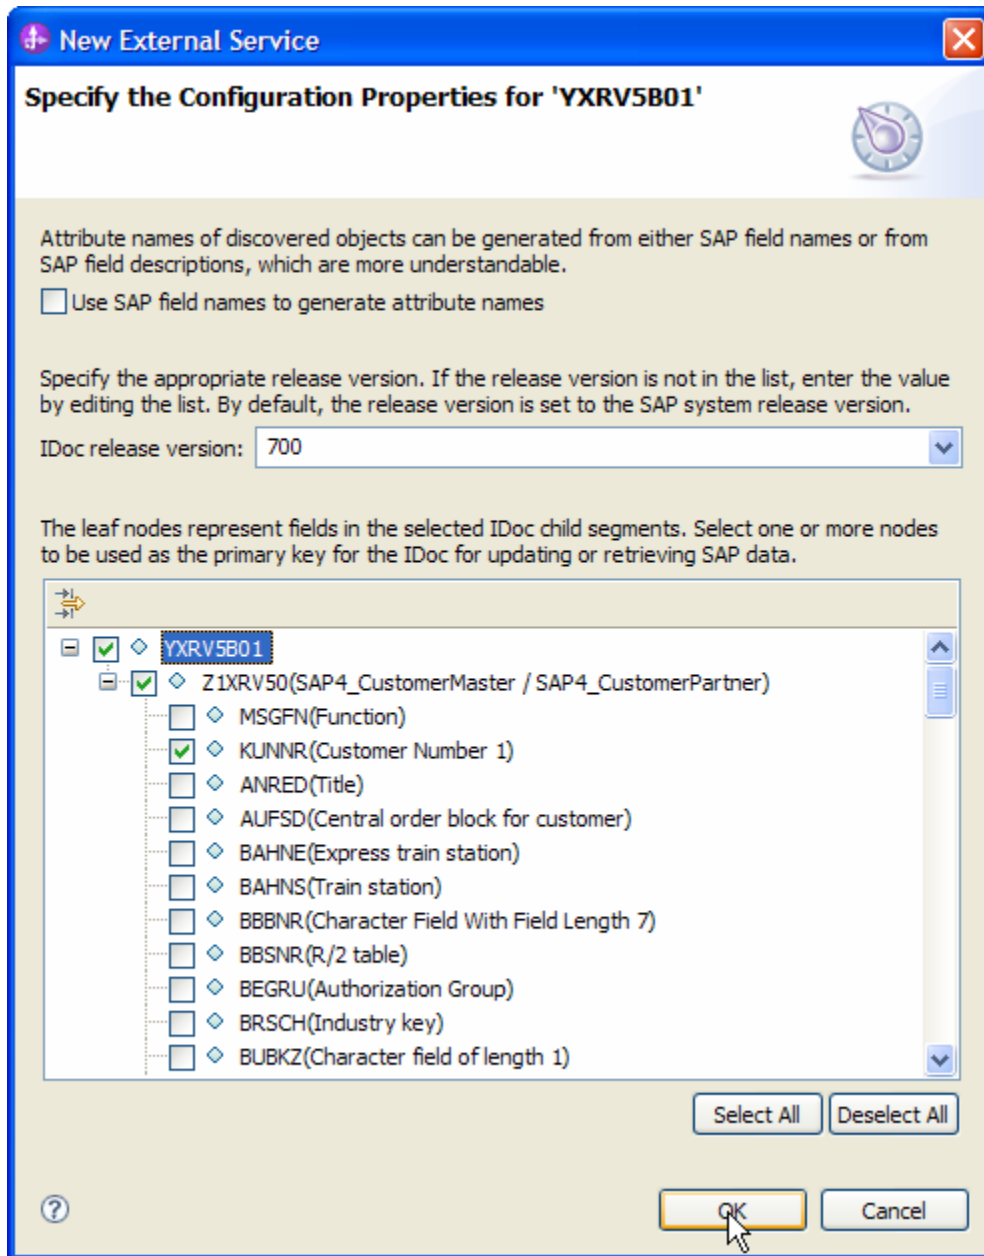 New External Service
Specify the Configuration Properties for 'YXRV5B01'
Attribute names of discovered objects can be generated from either SAP field names or from
SAP field descriptions, which are more understandable.
Use SAP field names to generate attribute names
Specify the appropriate release version. If the release version is not in the list, enter the value
by editing the list. By default, the release version is set to the SAP system release version.
IDoc release version: 700
The leaf nodes represent fields in the selected IDoc child segments. Select one or more nodes
to be used as the primary key for the IDoc for updating or retrieving SAP data.
YXRV5B01
Z1XRV50(SAP4_CustomerMaster / SAP4_CustomerPartner)
MSGFN(Function)
KUNNR(Customer Number 1)
ANRED(Title)
AUFSD(Central order block for customer)
BAHNE(Express train station)
BAHNS(Train station)
BBBNR(Character Field With Field Length 7)
BBSNR(R/2 table)
BEGRU(Authorization Group)
BRSCH(Industry key)
BUBKZ(Character field of length 1)
Select All Deselect All
? OK Cancel